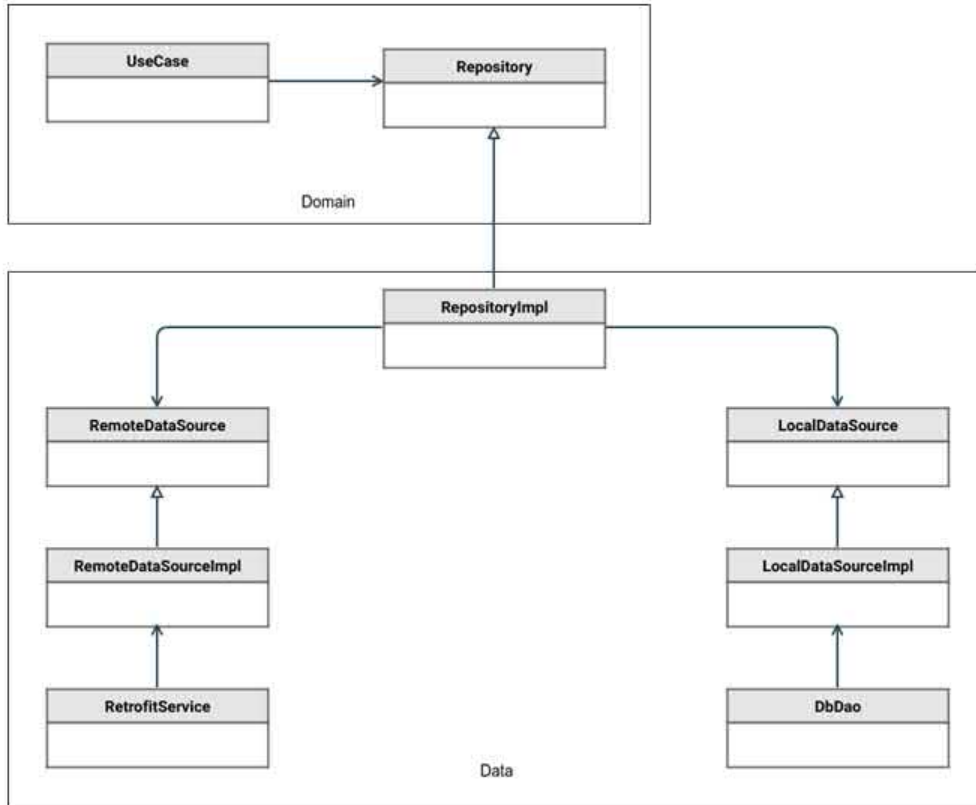 UseCase
Repository
Domain
RepositoryImpl
RemoteDataSource
LocalDataSource
RemoteDataSourceImpl
LocalDataSourceImpl
RetrofitService
DbDao
Data